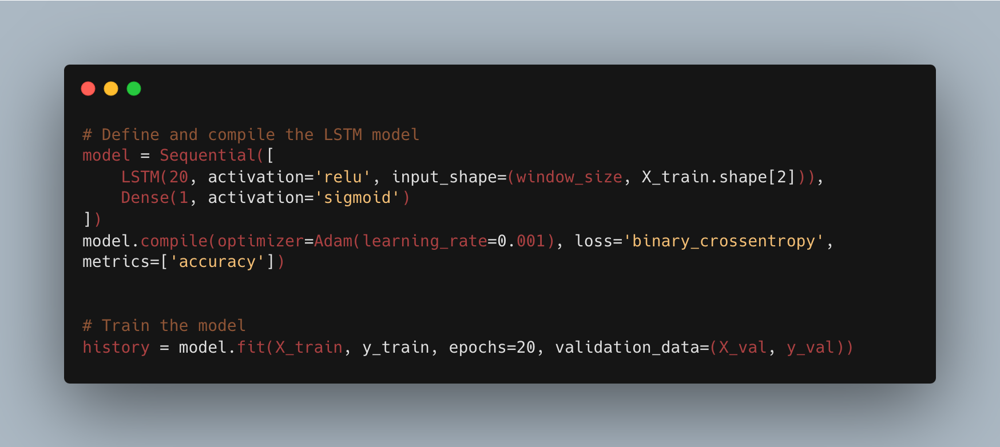 # Define and compile the LSTM model
model = Sequential([
    LSTM(20, activation='relu', input_shape=(window_size, X_train.shape[2])),
    Dense(1, activation='sigmoid')
])
model.compile(optimizer=Adam(learning_rate=0.001), loss='binary_crossentropy',
metrics=['accuracy'])
# Train the model
history = model.fit(X_train, y_train, epochs=20, validation_data=(X_val, y_val))